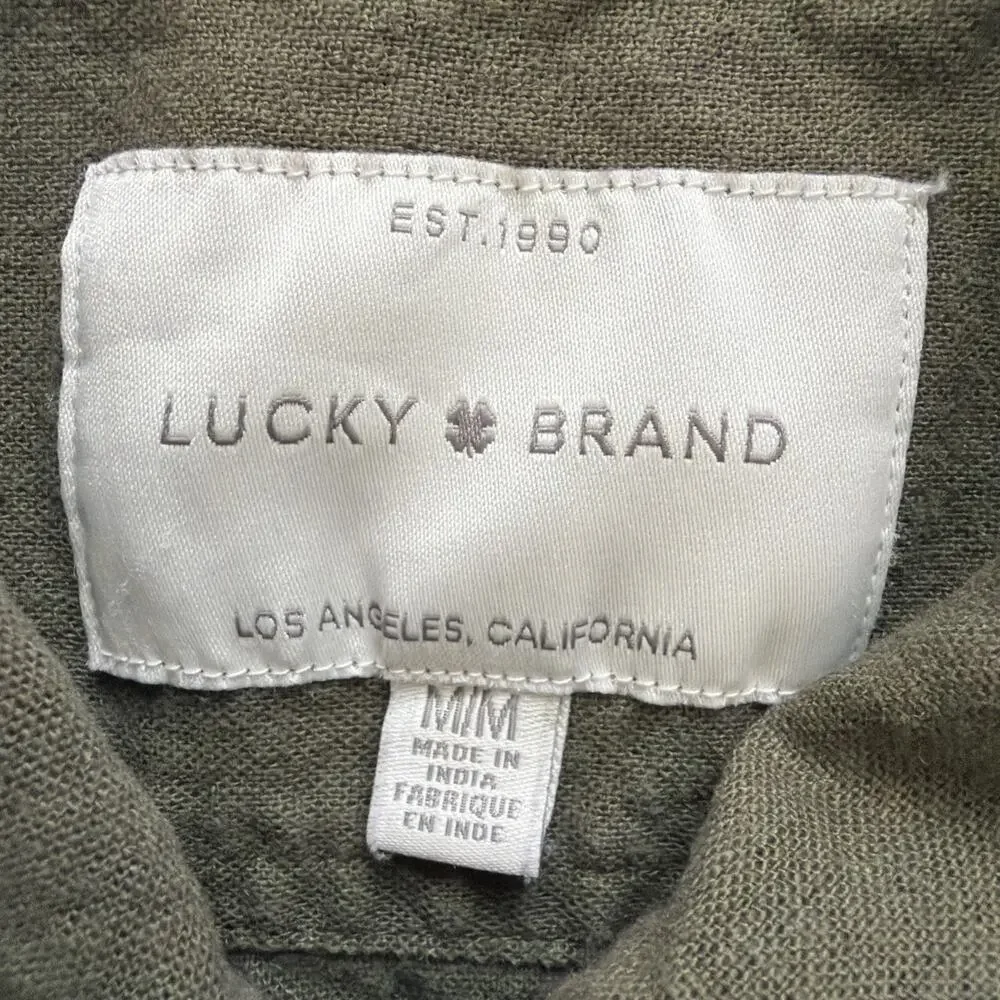 EST. 1990
LUCKY BRAND
LOS ANGELES, CALIFORNIA
M/M
MADE IN
INDIA
FABRIQUE
EN INDE